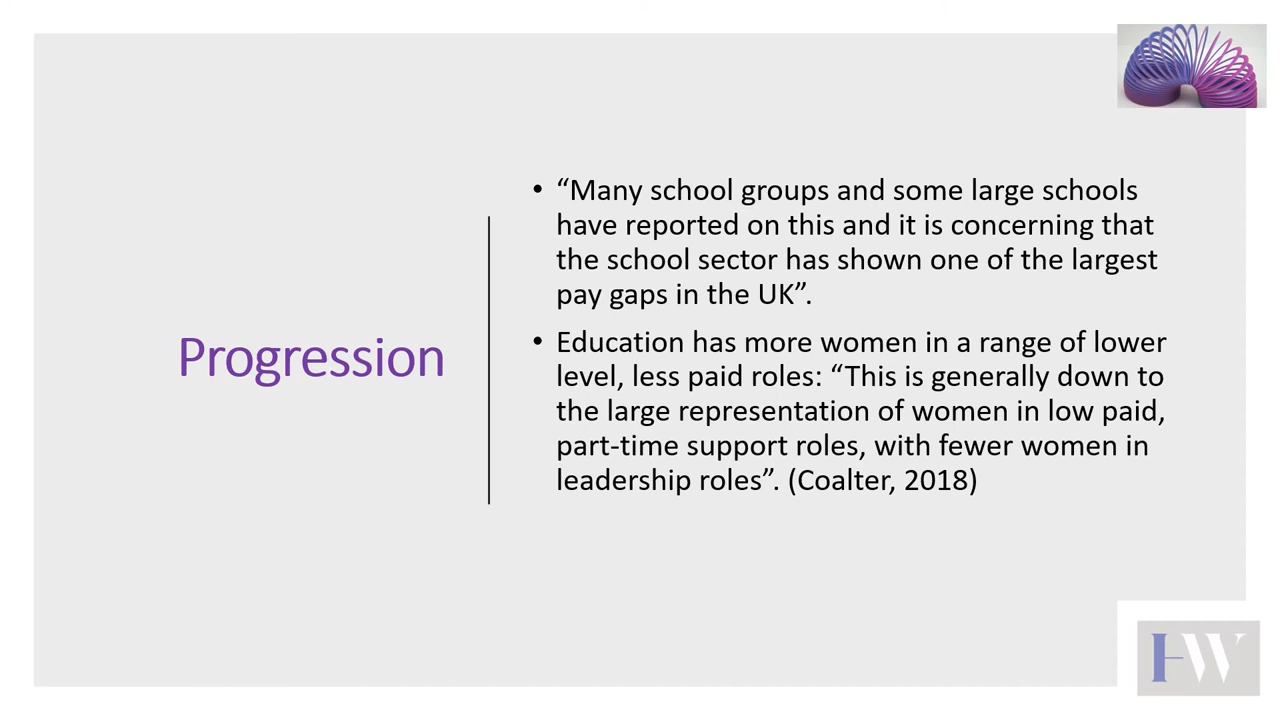 Progression
• “Many school groups and some large schools
have reported on this and it is concerning that
the school sector has shown one of the largest
pay gaps in the UK”.
• Education has more women in a range of lower
level, less paid roles: “This is generally down to
the large representation of women in low paid,
part-time support roles, with fewer women in
leadership roles”. (Coalter, 2018)
HW